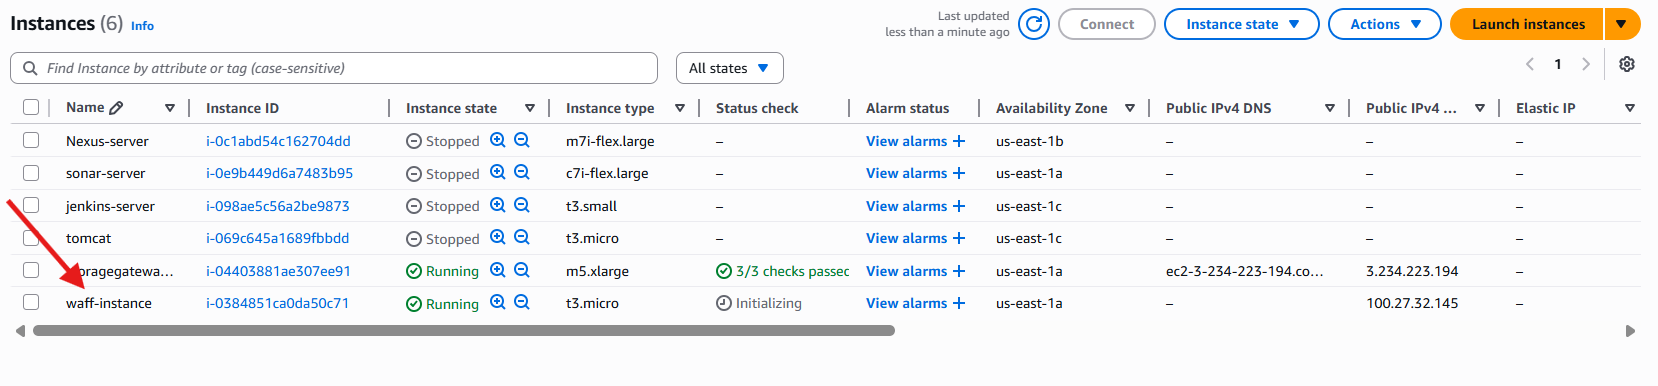 Instances (6) Info
Last updated
less than a minute ago
Connect
Instance state
Actions
Launch instances
Find Instance by attribute or tag (case-sensitive)
All states
1
Name Instance ID Instance state Instance type Status check Alarm status Availability Zone Public IPv4 DNS Public IPv4 ... Elastic IP
Nexus-server i-0c1abd54c162704dd Stopped m7i-flex.large – View alarms + us-east-1b – – –
sonar-server i-0e9b449d6a7483b95 Stopped c7i-flex.large – View alarms + us-east-1a – – –
jenkins-server i-098ae5c56a2be9873 Stopped t3.small – View alarms + us-east-1c – – –
tomcat i-069c645a1689fbbdd Stopped t3.micro – View alarms + us-east-1c – – –
oragegatewa... i-04403881ae307ee91 Running m5.xlarge 3/3 checks passec View alarms + us-east-1a ec2-3-234-223-194.co... 3.234.223.194 –
waff-instance i-0384851ca0da50c71 Running t3.micro Initializing View alarms + us-east-1a – 100.27.32.145 –